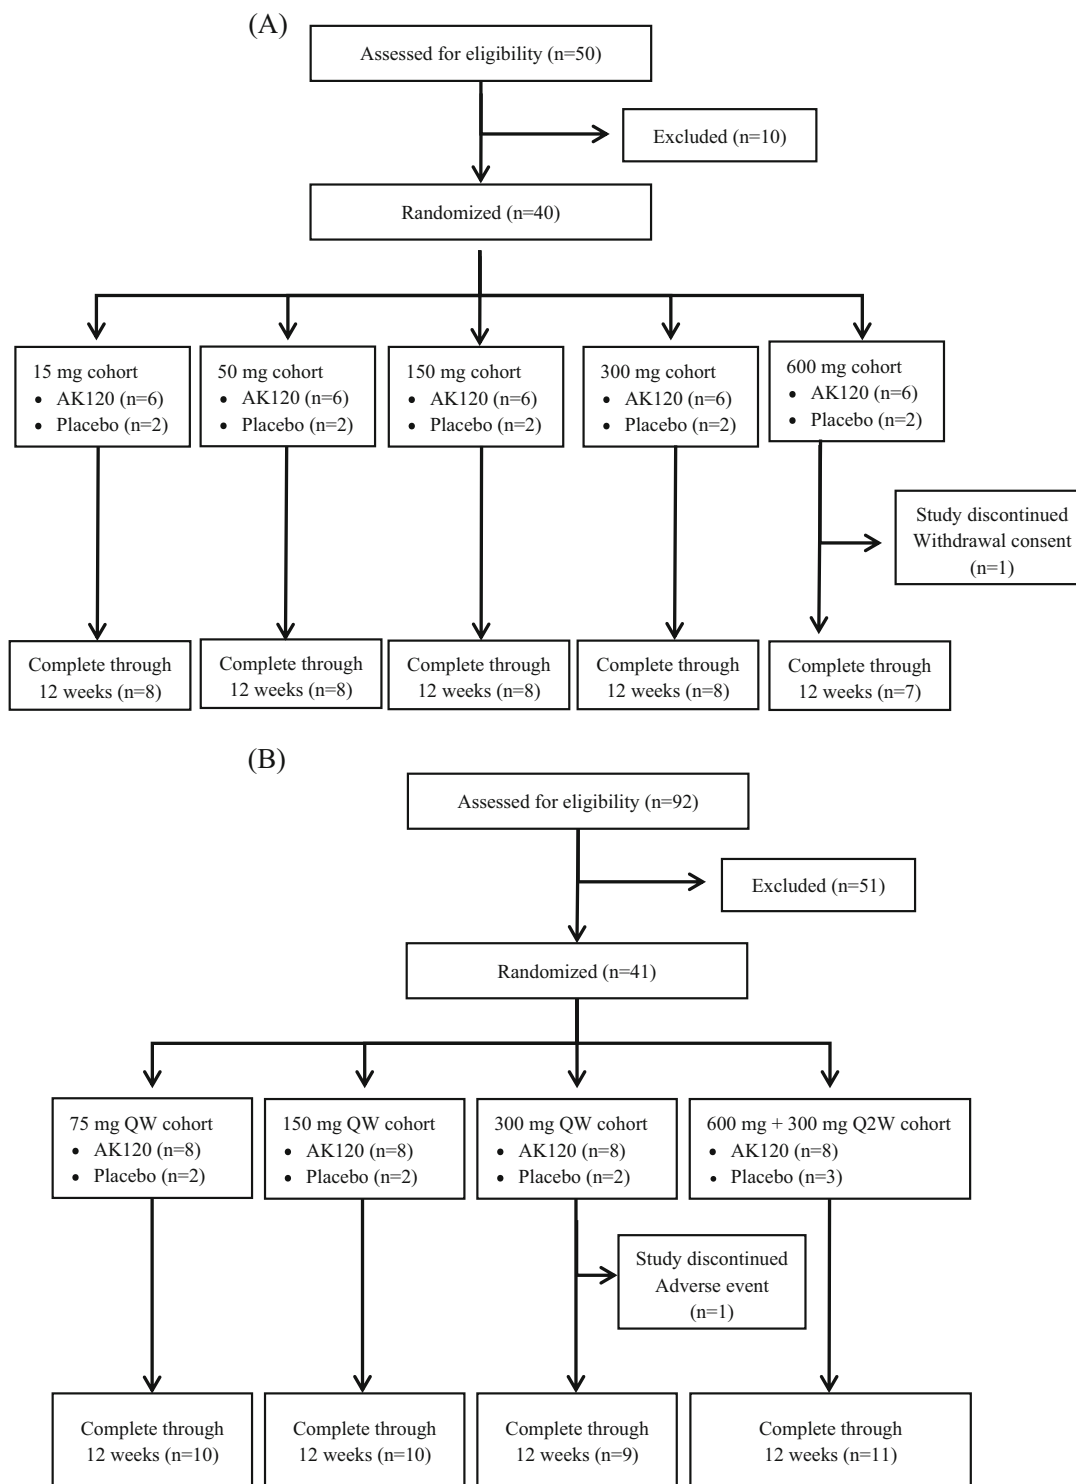 (A)
Assessed for eligibility (n=50)
Excluded (n=10)
Randomized (n=40)
15 mg cohort
• AK120 (n=6)
• Placebo (n=2)
50 mg cohort
• AK120 (n=6)
• Placebo (n=2)
150 mg cohort
• AK120 (n=6)
• Placebo (n=2)
300 mg cohort
• AK120 (n=6)
• Placebo (n=2)
600 mg cohort
• AK120 (n=6)
• Placebo (n=2)
Study discontinued
Withdrawal consent
(n=1)
Complete through
12 weeks (n=8)
Complete through
12 weeks (n=8)
Complete through
12 weeks (n=8)
Complete through
12 weeks (n=8)
Complete through
12 weeks (n=7)
(B)
Assessed for eligibility (n=92)
Excluded (n=51)
Randomized (n=41)
75 mg QW cohort
• AK120 (n=8)
• Placebo (n=2)
150 mg QW cohort
• AK120 (n=8)
• Placebo (n=2)
300 mg QW cohort
• AK120 (n=8)
• Placebo (n=2)
600 mg + 300 mg Q2W cohort
• AK120 (n=8)
• Placebo (n=3)
Study discontinued
Adverse event
(n=1)
Complete through
12 weeks (n=10)
Complete through
12 weeks (n=10)
Complete through
12 weeks (n=9)
Complete through
12 weeks (n=11)